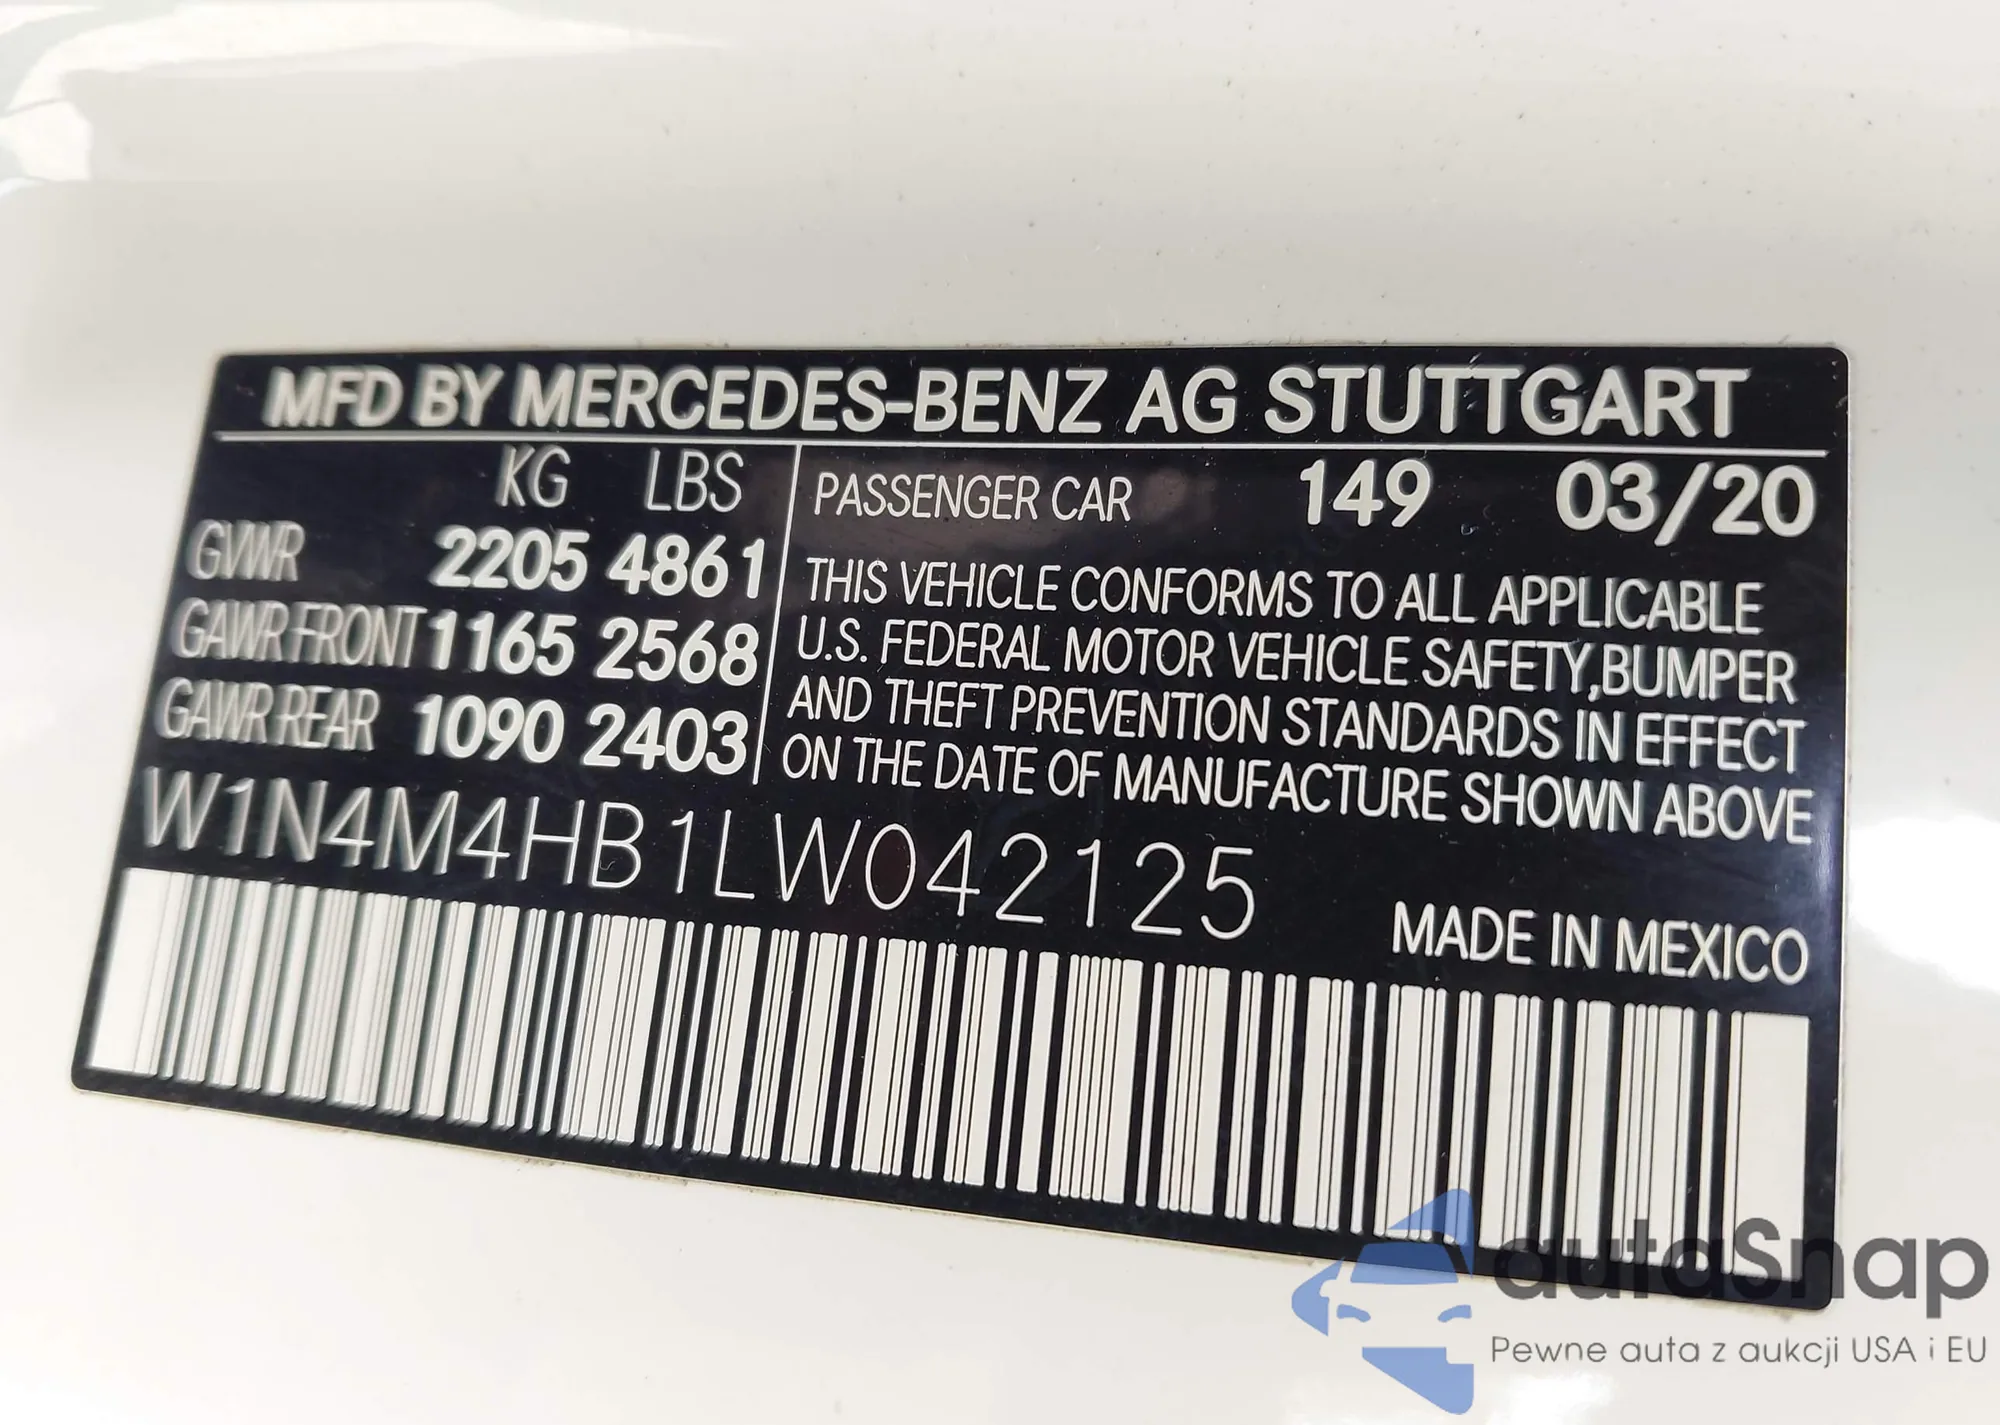 MFD BY MERCEDES-BENZ AG STUTTGART
KG LBS
GVWR 2205 4861
GAWR FRONT 1165 2568
GAWR REAR 1090 2403
PASSENGER CAR 149 03/20
THIS VEHICLE CONFORMS TO ALL APPLICABLE
U.S. FEDERAL MOTOR VEHICLE SAFETY,BUMPER
AND THEFT PREVENTION STANDARDS IN EFFECT
ON THE DATE OF MANUFACTURE SHOWN ABOVE
W1N4M4HB1LW042125
MADE IN MEXICO
autaSnap
Pewne auta z aukcji USA i EU